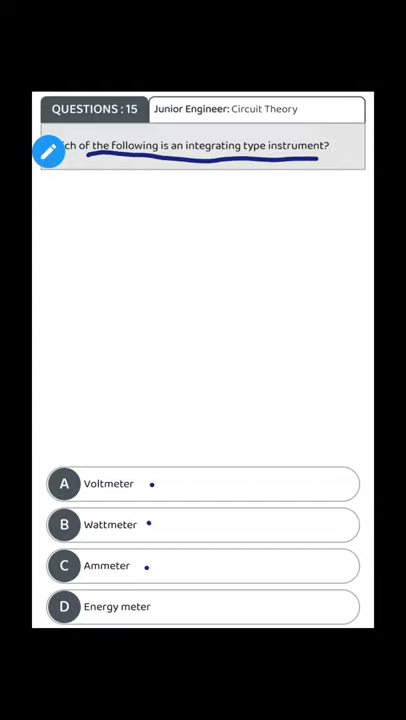 QUESTIONS : 15 Junior Engineer: Circuit Theory
of the following is an integrating type instrument?
A Voltmeter
B Wattmeter
C Ammeter
D Energy meter